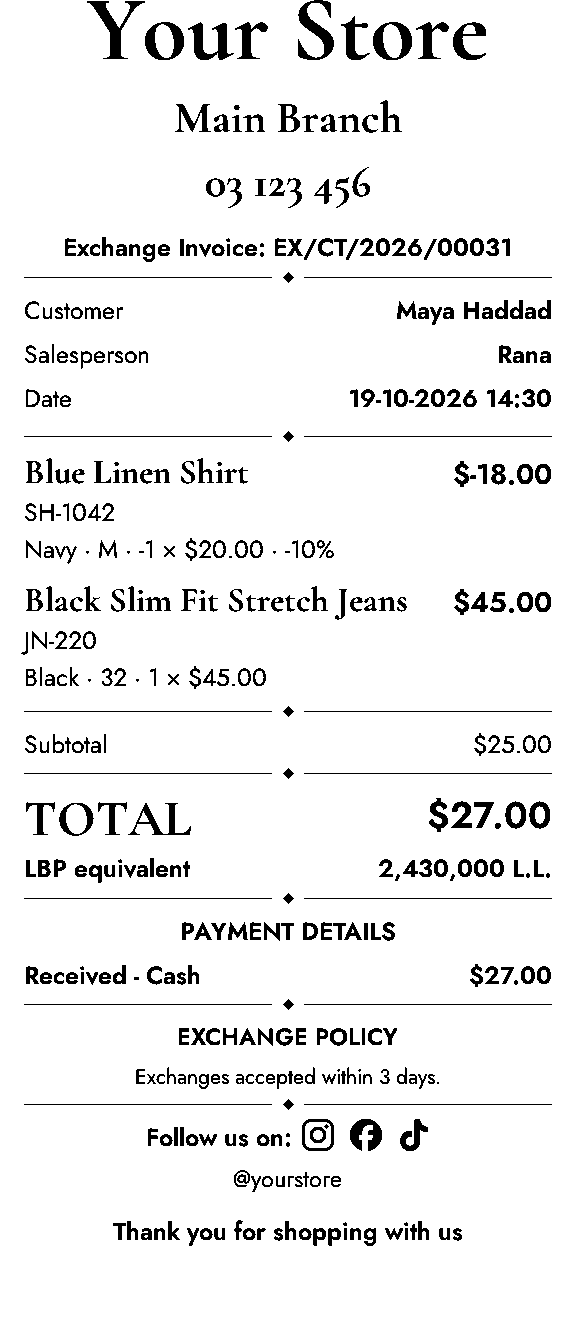 Your Store
Main Branch
03 123 456
Exchange Invoice: EX/CT/2026/00031
Customer Maya Haddad
Salesperson Rana
Date 19-10-2026 14:30
Blue Linen Shirt $-18.00
SH-1042
Navy · M · -1 × $20.00 · -10%
Black Slim Fit Stretch Jeans $45.00
JN-220
Black · 32 · 1 × $45.00
Subtotal $25.00
TOTAL $27.00
LBP equivalent 2,430,000 L.L.
PAYMENT DETAILS
Received - Cash $27.00
EXCHANGE POLICY
Exchanges accepted within 3 days.
Follow us on:
@yourstore
Thank you for shopping with us